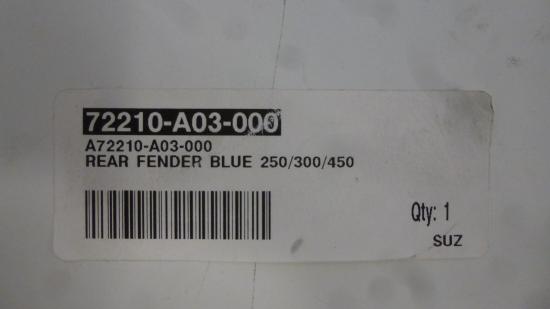 72210-A03-000
A72210-A03-000
REAR FENDER BLUE 250/300/450
Qty: 1
SUZ